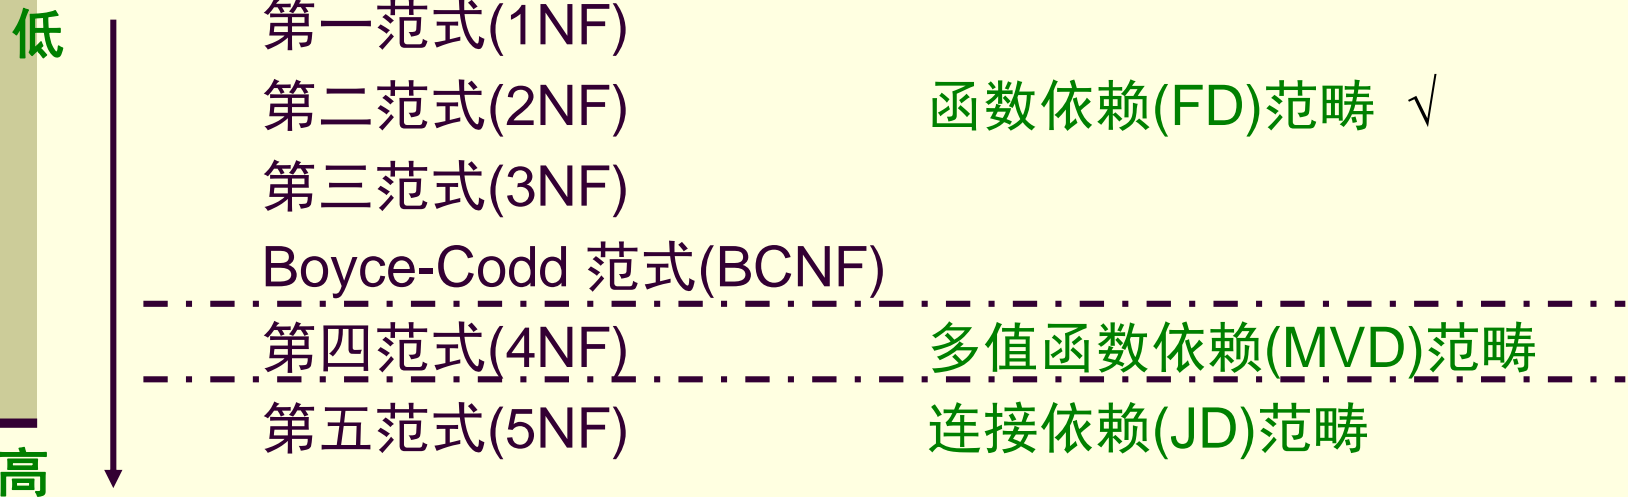 低
第一范式(1NF)
第二范式(2NF) 函数依赖(FD)范畴 √
第三范式(3NF)
Boyce-Codd 范式(BCNF)
第四范式(4NF) 多值函数依赖(MVD)范畴
第五范式(5NF) 连接依赖(JD)范畴
高